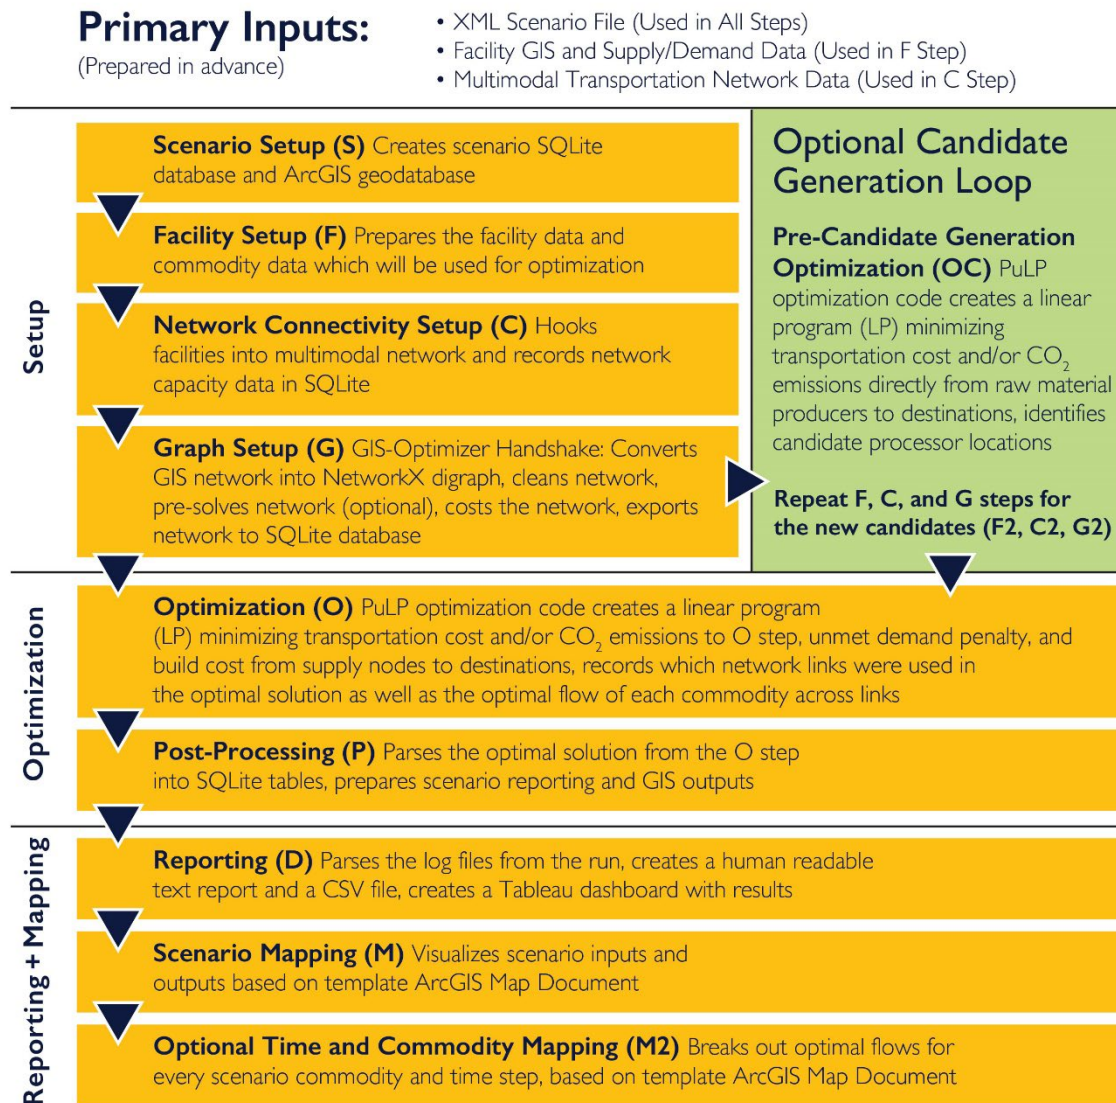 Primary Inputs:
(Prepared in advance)
• XML Scenario File (Used in All Steps)
• Facility GIS and Supply/Demand Data (Used in F Step)
• Multimodal Transportation Network Data (Used in C Step)
Setup
Scenario Setup (S) Creates scenario SQLite
database and ArcGIS geodatabase
Facility Setup (F) Prepares the facility data and
commodity data which will be used for optimization
Network Connectivity Setup (C) Hooks
facilities into multimodal network and records network
capacity data in SQLite
Graph Setup (G) GIS-Optimizer Handshake: Converts
GIS network into NetworkX digraph, cleans network,
pre-solves network (optional), costs the network, exports
network to SQLite database
Optional Candidate
Generation Loop
Pre-Candidate Generation
Optimization (OC) PuLP
optimization code creates a linear
program (LP) minimizing
transportation cost and/or CO₂
emissions directly from raw material
producers to destinations, identifies
candidate processor locations
Repeat F, C, and G steps for
the new candidates (F2, C2, G2)
Optimization
Optimization (O) PuLP optimization code creates a linear program
(LP) minimizing transportation cost and/or CO₂ emissions to O step, unmet demand penalty, and
build cost from supply nodes to destinations, records which network links were used in
the optimal solution as well as the optimal flow of each commodity across links
Post-Processing (P) Parses the optimal solution from the O step
into SQLite tables, prepares scenario reporting and GIS outputs
Reporting + Mapping
Reporting (D) Parses the log files from the run, creates a human readable
text report and a CSV file, creates a Tableau dashboard with results
Scenario Mapping (M) Visualizes scenario inputs and
outputs based on template ArcGIS Map Document
Optional Time and Commodity Mapping (M2) Breaks out optimal flows for
every scenario commodity and time step, based on template ArcGIS Map Document